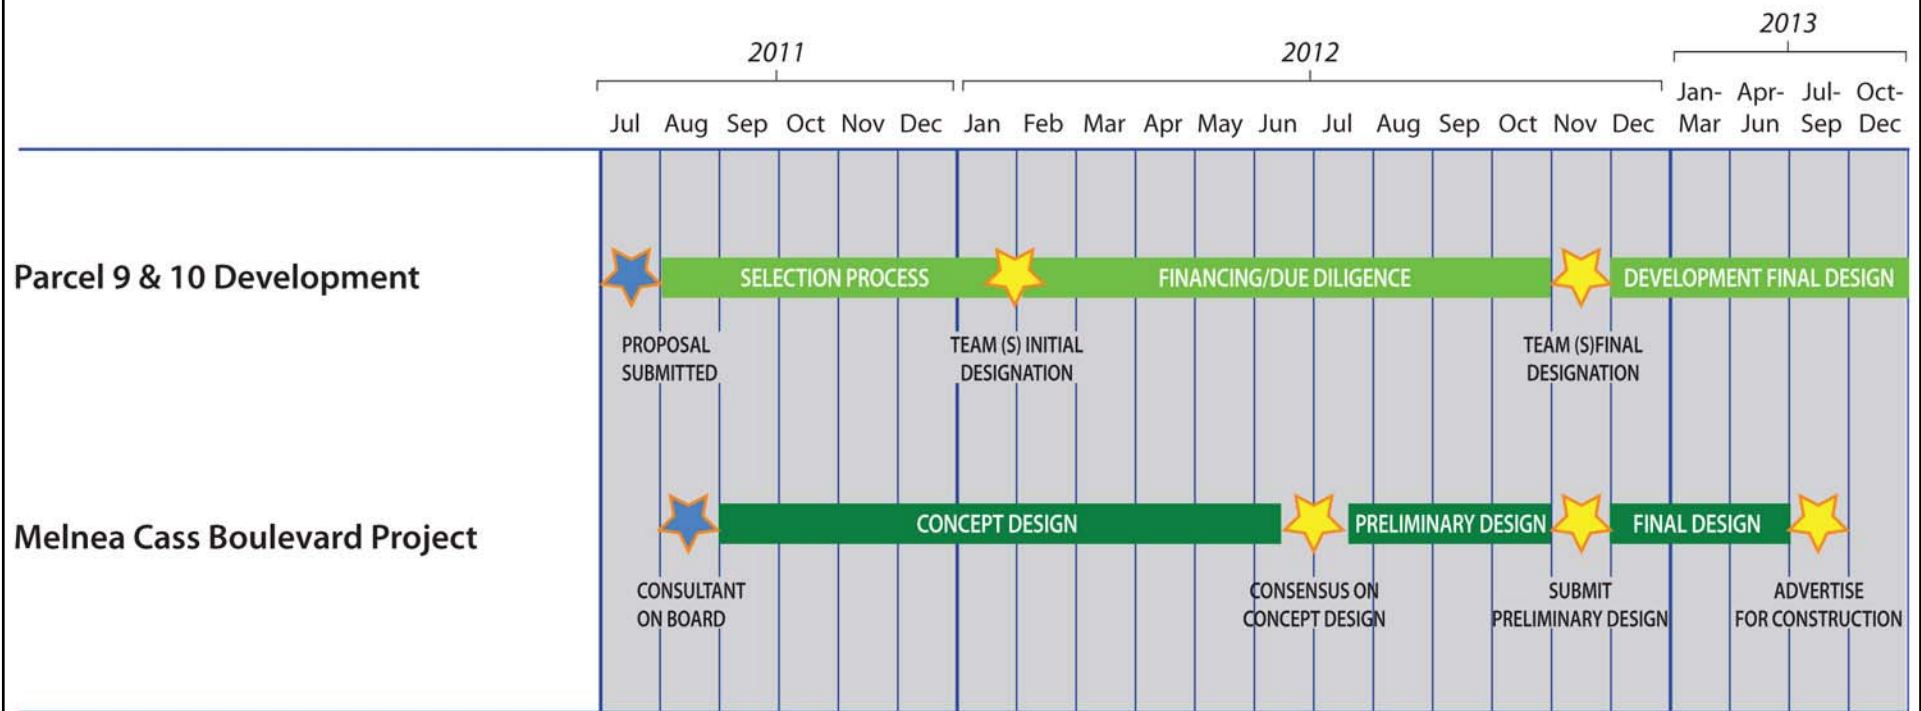 2011
2012
2013
Jul Aug Sep Oct Nov Dec Jan Feb Mar Apr May Jun Jul Aug Sep Oct Nov Dec
Jan- Apr- Jul- Oct-
Mar Jun Sep Dec
Parcel 9 & 10 Development
SELECTION PROCESS
FINANCING/DUE DILIGENCE
DEVELOPMENT FINAL DESIGN
PROPOSAL
SUBMITTED
TEAM (S) INITIAL
DESIGNATION
TEAM (S)FINAL
DESIGNATION
Melnea Cass Boulevard Project
CONCEPT DESIGN
PRELIMINARY DESIGN
FINAL DESIGN
CONSULTANT
ON BOARD
CONSENSUS ON
CONCEPT DESIGN
SUBMIT
PRELIMINARY DESIGN
ADVERTISE
FOR CONSTRUCTION